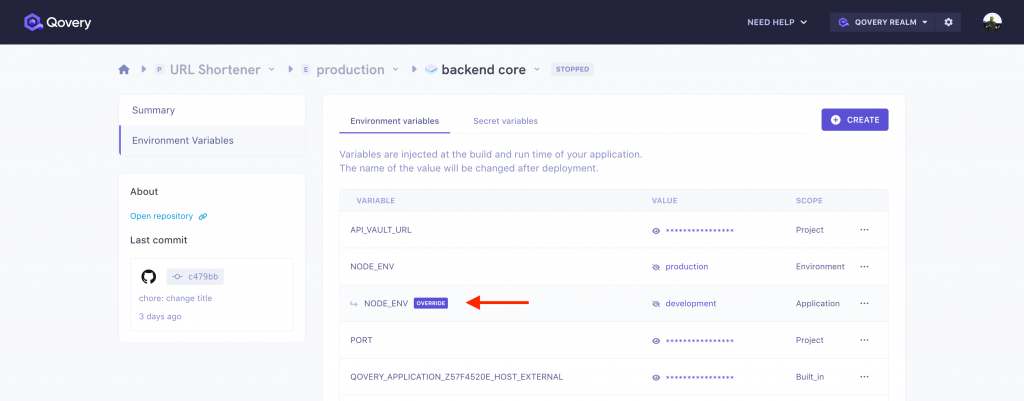 Qovery NEED HELP QOVERY REALM
P URL Shortener E production backend core STOPPED
Summary
Environment Variables
About
Open repository
Last commit
c479bb
chore: change title
3 days ago
Environment variables Secret variables CREATE
Variables are injected at the build and run time of your application.
The name of the value will be changed after deployment.
VARIABLE VALUE SCOPE
API_VAULT_URL **************** Project ···
NODE_ENV production Environment ···
NODE_ENV OVERRIDE development Application ···
PORT **************** Project ···
QOVERY_APPLICATION_Z57F4520E_HOST_EXTERNAL **************** Built_in ···